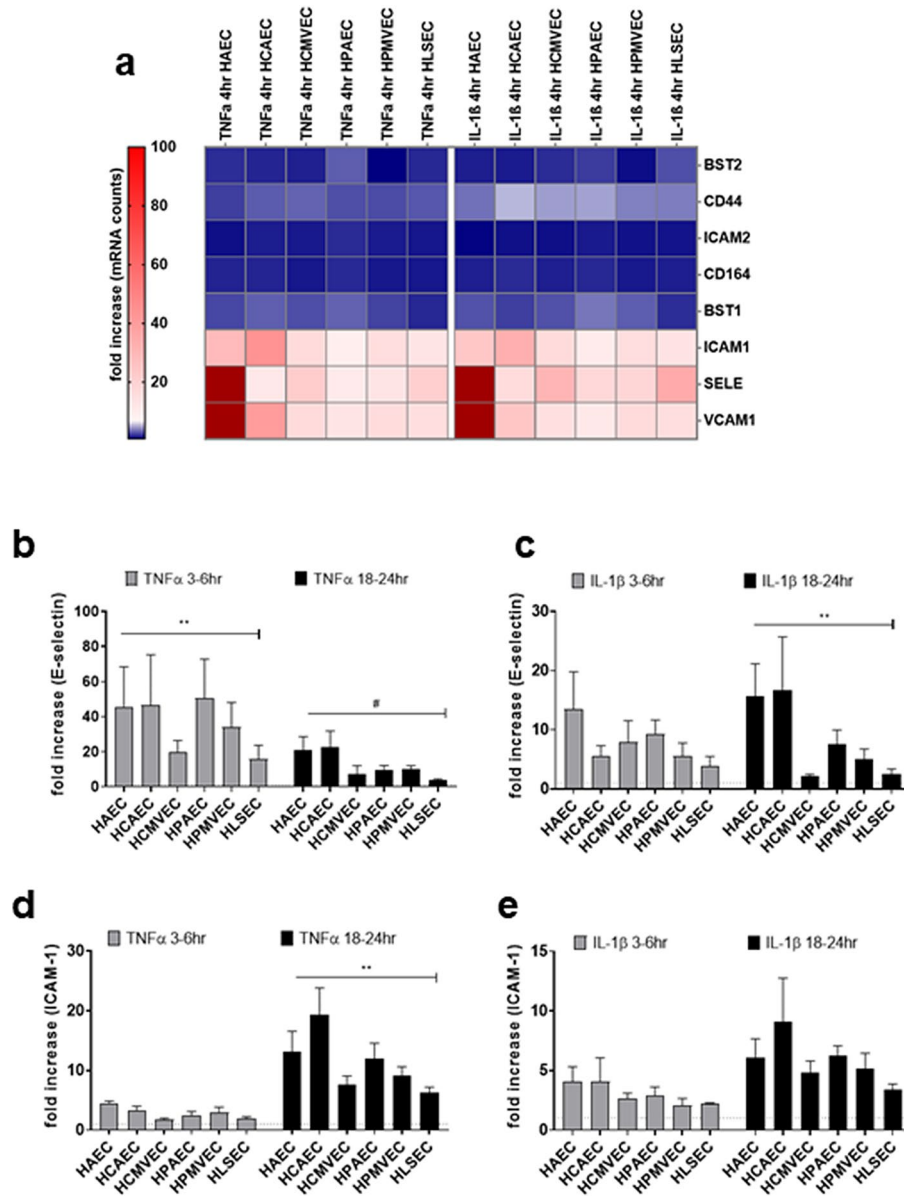 a
TNFa 4hr HAEC
TNFa 4hr HCAEC
TNFa 4hr HCMVEC
TNFa 4hr HPAEC
TNFa 4hr HPMVEC
TNFa 4hr HLSEC
IL-1ß 4hr HAEC
IL-1ß 4hr HCAEC
IL-1ß 4hr HCMVEC
IL-1ß 4hr HPAEC
IL-1ß 4hr HPMVEC
IL-1ß 4hr HLSEC
fold increase (mRNA counts)
100
80
60
40
20
BST2
CD44
ICAM2
CD164
BST1
ICAM1
SELE
VCAM1
b
TNFα 3-6hr TNFα 18-24hr
fold increase (E-selectin)
100
80
60
40
20
0
**
#
HAEC HCAEC HCMVEC HPAEC HPMVEC HLSEC HAEC HCAEC HCMVEC HPAEC HPMVEC HLSEC
c
IL-1β 3-6hr IL-1β 18-24hr
fold increase (E-selectin)
30
20
10
0
**
HAEC HCAEC HCMVEC HPAEC HPMVEC HLSEC HAEC HCAEC HCMVEC HPAEC HPMVEC HLSEC
d
TNFα 3-6hr TNFα 18-24hr
fold increase (ICAM-1)
30
20
10
0
**
HAEC HCAEC HCMVEC HPAEC HPMVEC HLSEC HAEC HCAEC HCMVEC HPAEC HPMVEC HLSEC
e
IL-1β 3-6hr IL-1β 18-24hr
fold increase (ICAM-1)
15
10
5
0
HAEC HCAEC HCMVEC HPAEC HPMVEC HLSEC HAEC HCAEC HCMVEC HPAEC HPMVEC HLSEC